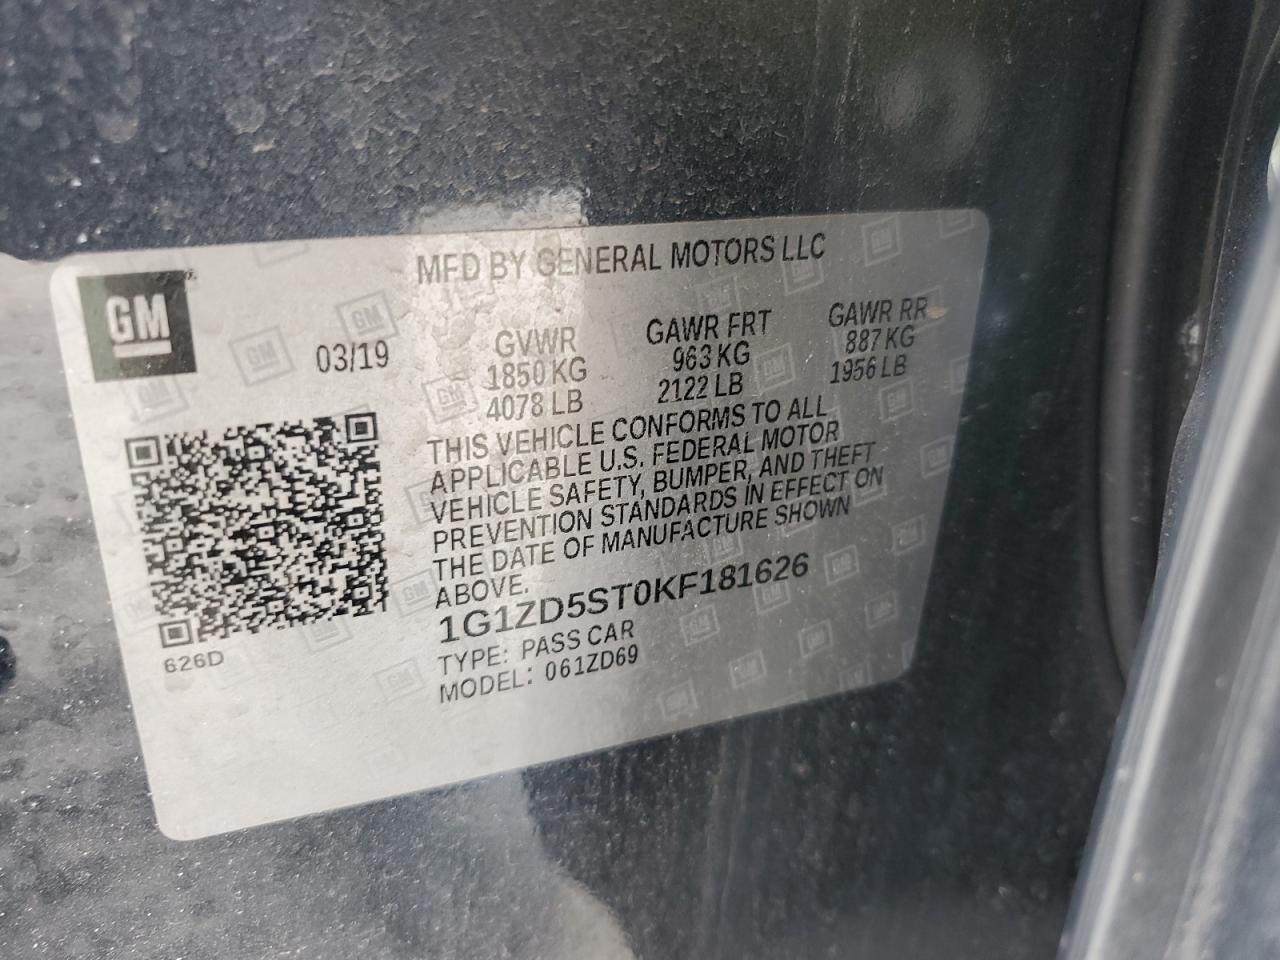 MFD BY GENERAL MOTORS LLC
GM
03/19
GVWR GAWR FRT GAWR RR
1850 KG 963 KG 887 KG
4078 LB 2122 LB 1956 LB
THIS VEHICLE CONFORMS TO ALL
APPLICABLE U.S. FEDERAL MOTOR
VEHICLE SAFETY, BUMPER, AND THEFT
PREVENTION STANDARDS IN EFFECT ON
THE DATE OF MANUFACTURE SHOWN
ABOVE.
1G1ZD5ST0KF181626
TYPE: PASS CAR
MODEL: 061ZD69
626D